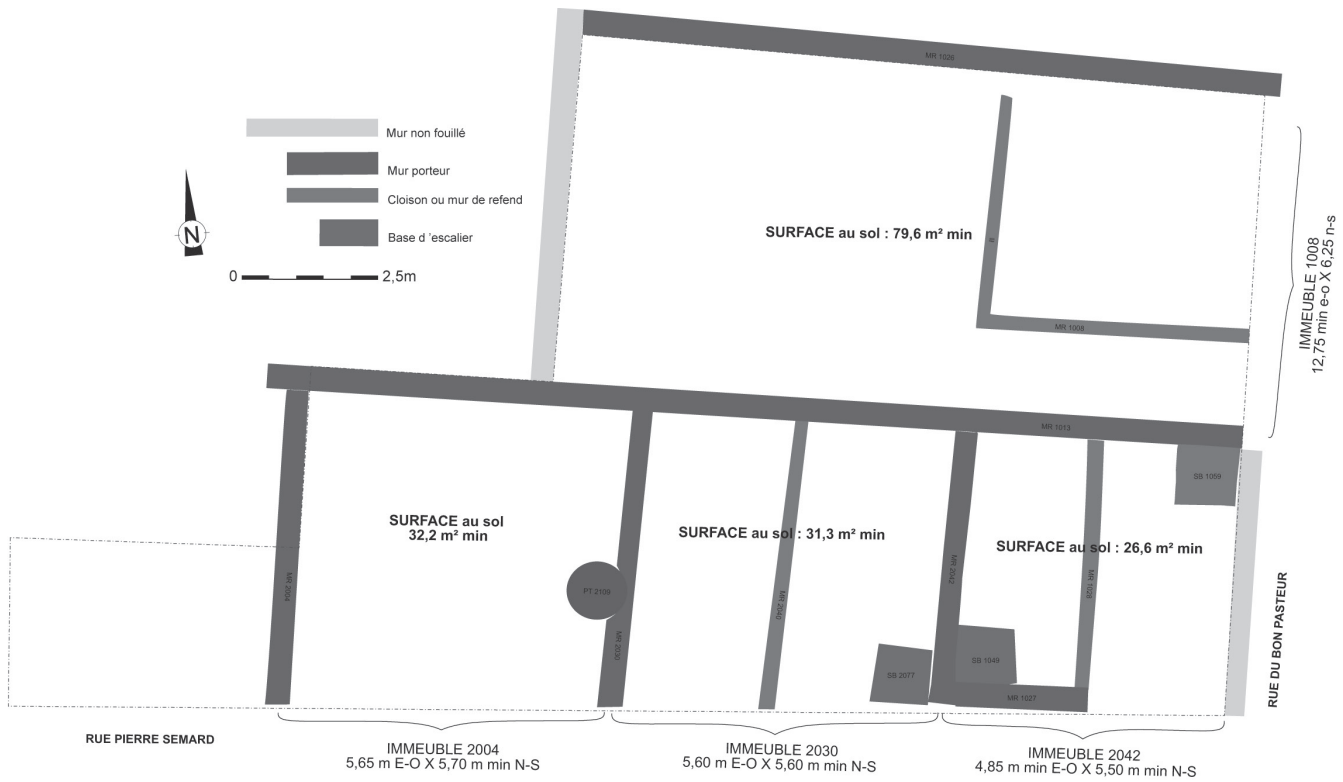 MR 1026
Mur non fouillé
Mur porteur
Cloison ou mur de refend
Base d 'escalier
N
0 2,5m
SURFACE au sol : 79,6 m² min
MR 1008
IMMEUBLE 1008
12,75 min e-o X 6,25 n-s
MR 1013
SB 1059
SURFACE au sol
32,2 m² min
SURFACE au sol : 31,3 m² min
SURFACE au sol : 26,6 m² min
MR 2004
PT 2139
MR 2030
MR 2040
MR 2042
MR 1028
SB 2077
SB 1049
MR 1027
RUE DU BON PASTEUR
RUE PIERRE SEMARD
IMMEUBLE 2004
5,65 m E-O X 5,70 m N-S
IMMEUBLE 2030
5,60 m E-O X 5,60 m min N-S
IMMEUBLE 2042
4,85 m min E-O X 5,50 m min N-S